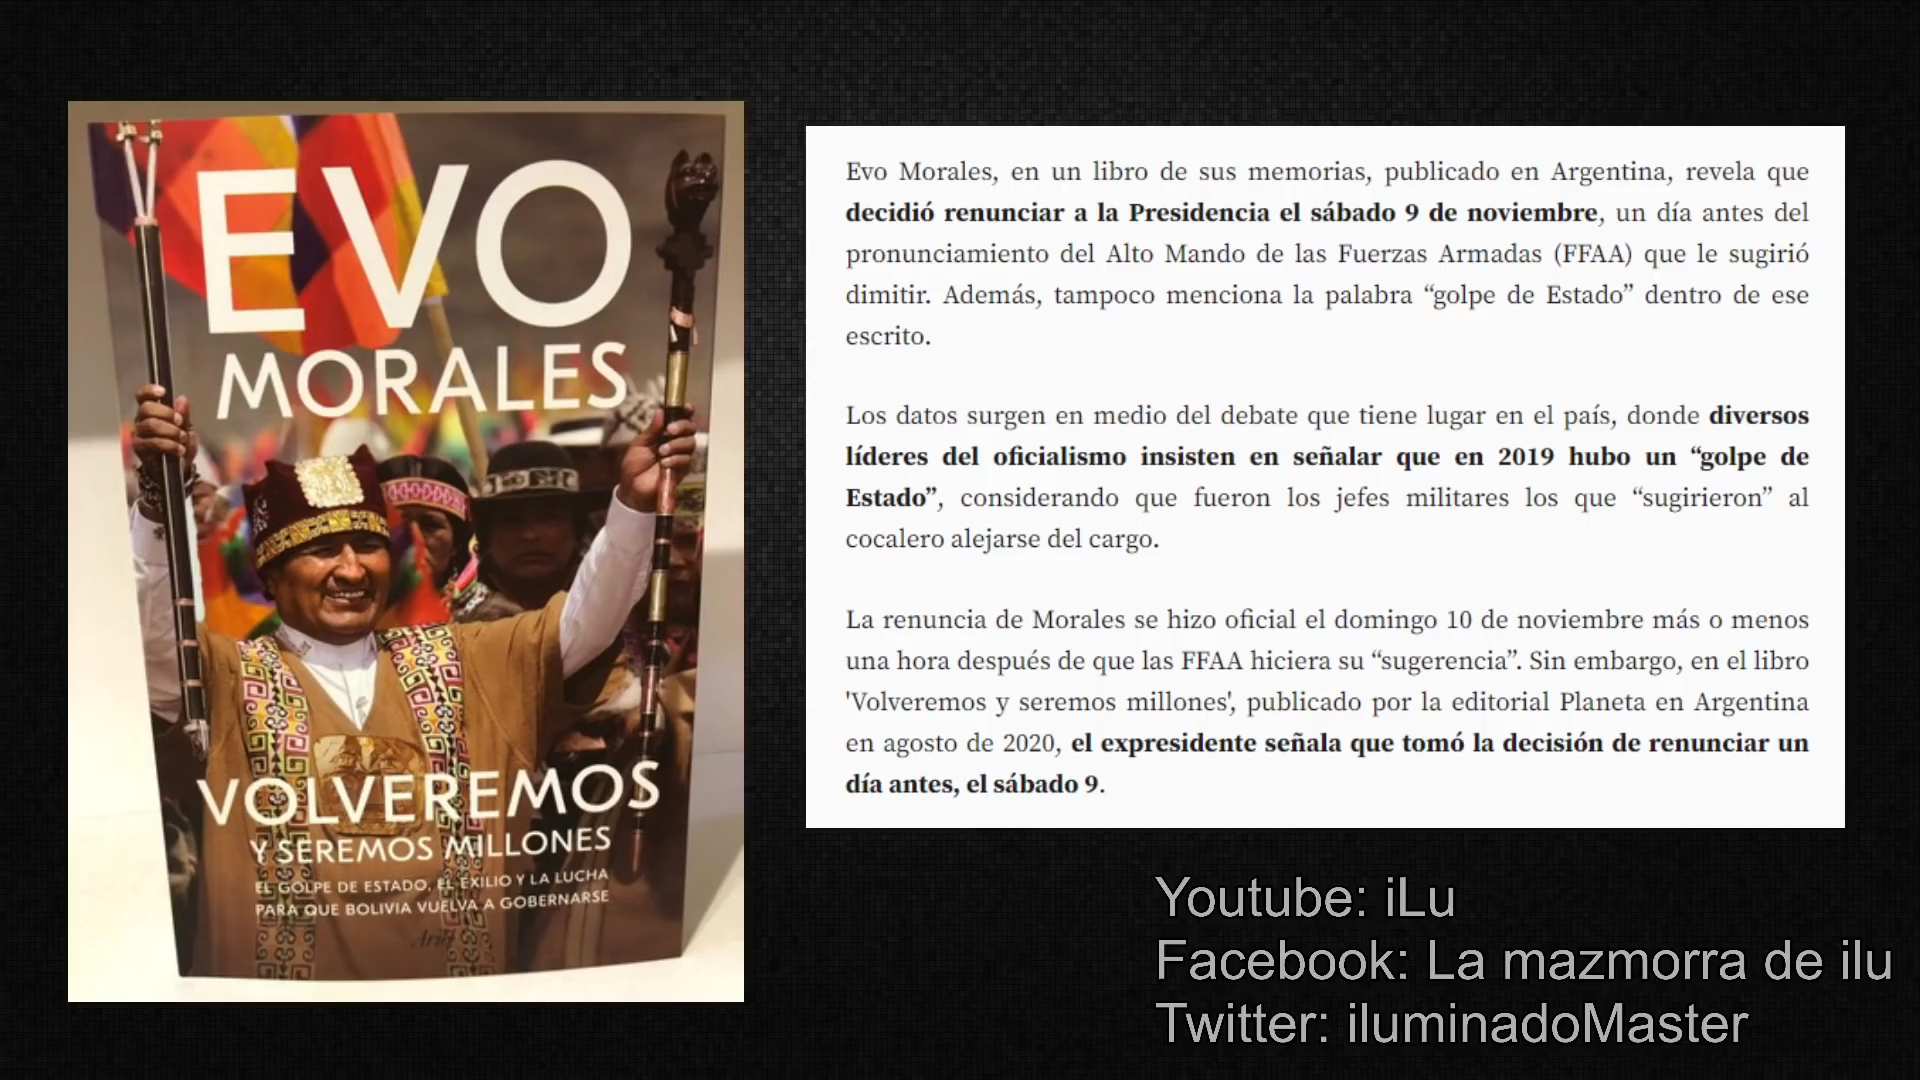 EVO
MORALES
VOLVEREMOS
Y SEREMOS MILLONES
EL GOLPE DE ESTADO, EL EXILIO Y LA LUCHA
PARA QUE BOLIVIA VUELVA A GOBERNARSE
Ariel
Evo Morales, en un libro de sus memorias, publicado en Argentina, revela que
decidió renunciar a la Presidencia el sábado 9 de noviembre, un día antes del
pronunciamiento del Alto Mando de las Fuerzas Armadas (FFAA) que le sugirió
dimitir. Además, tampoco menciona la palabra “golpe de Estado” dentro de ese
escrito.
Los datos surgen en medio del debate que tiene lugar en el país, donde diversos
líderes del oficialismo insisten en señalar que en 2019 hubo un “golpe de
Estado”, considerando que fueron los jefes militares los que “sugirieron” al
cocalero alejarse del cargo.
La renuncia de Morales se hizo oficial el domingo 10 de noviembre más o menos
una hora después de que las FFAA hiciera su “sugerencia”. Sin embargo, en el libro
'Volveremos y seremos millones', publicado por la editorial Planeta en Argentina
en agosto de 2020, el expresidente señala que tomó la decisión de renunciar un
día antes, el sábado 9.
Youtube: iLu
Facebook: La mazmorra de ilu
Twitter: iluminadoMaster